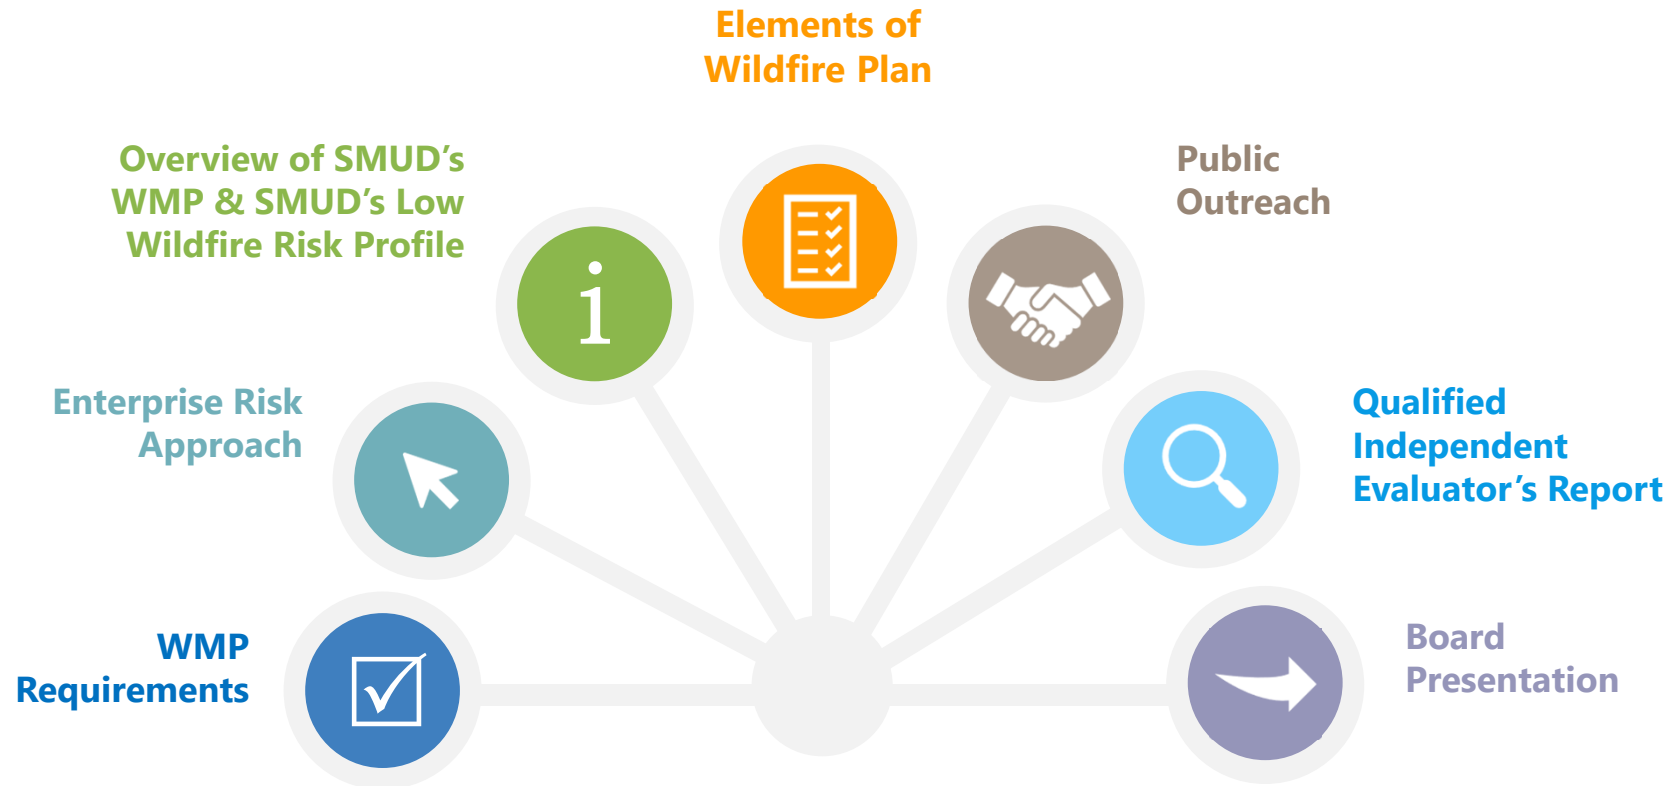 Elements of
Wildfire Plan
Overview of SMUD’s
WMP & SMUD’s Low
Wildfire Risk Profile
Public
Outreach
Enterprise Risk
Approach
Qualified
Independent
Evaluator’s Report
WMP
Requirements
Board
Presentation